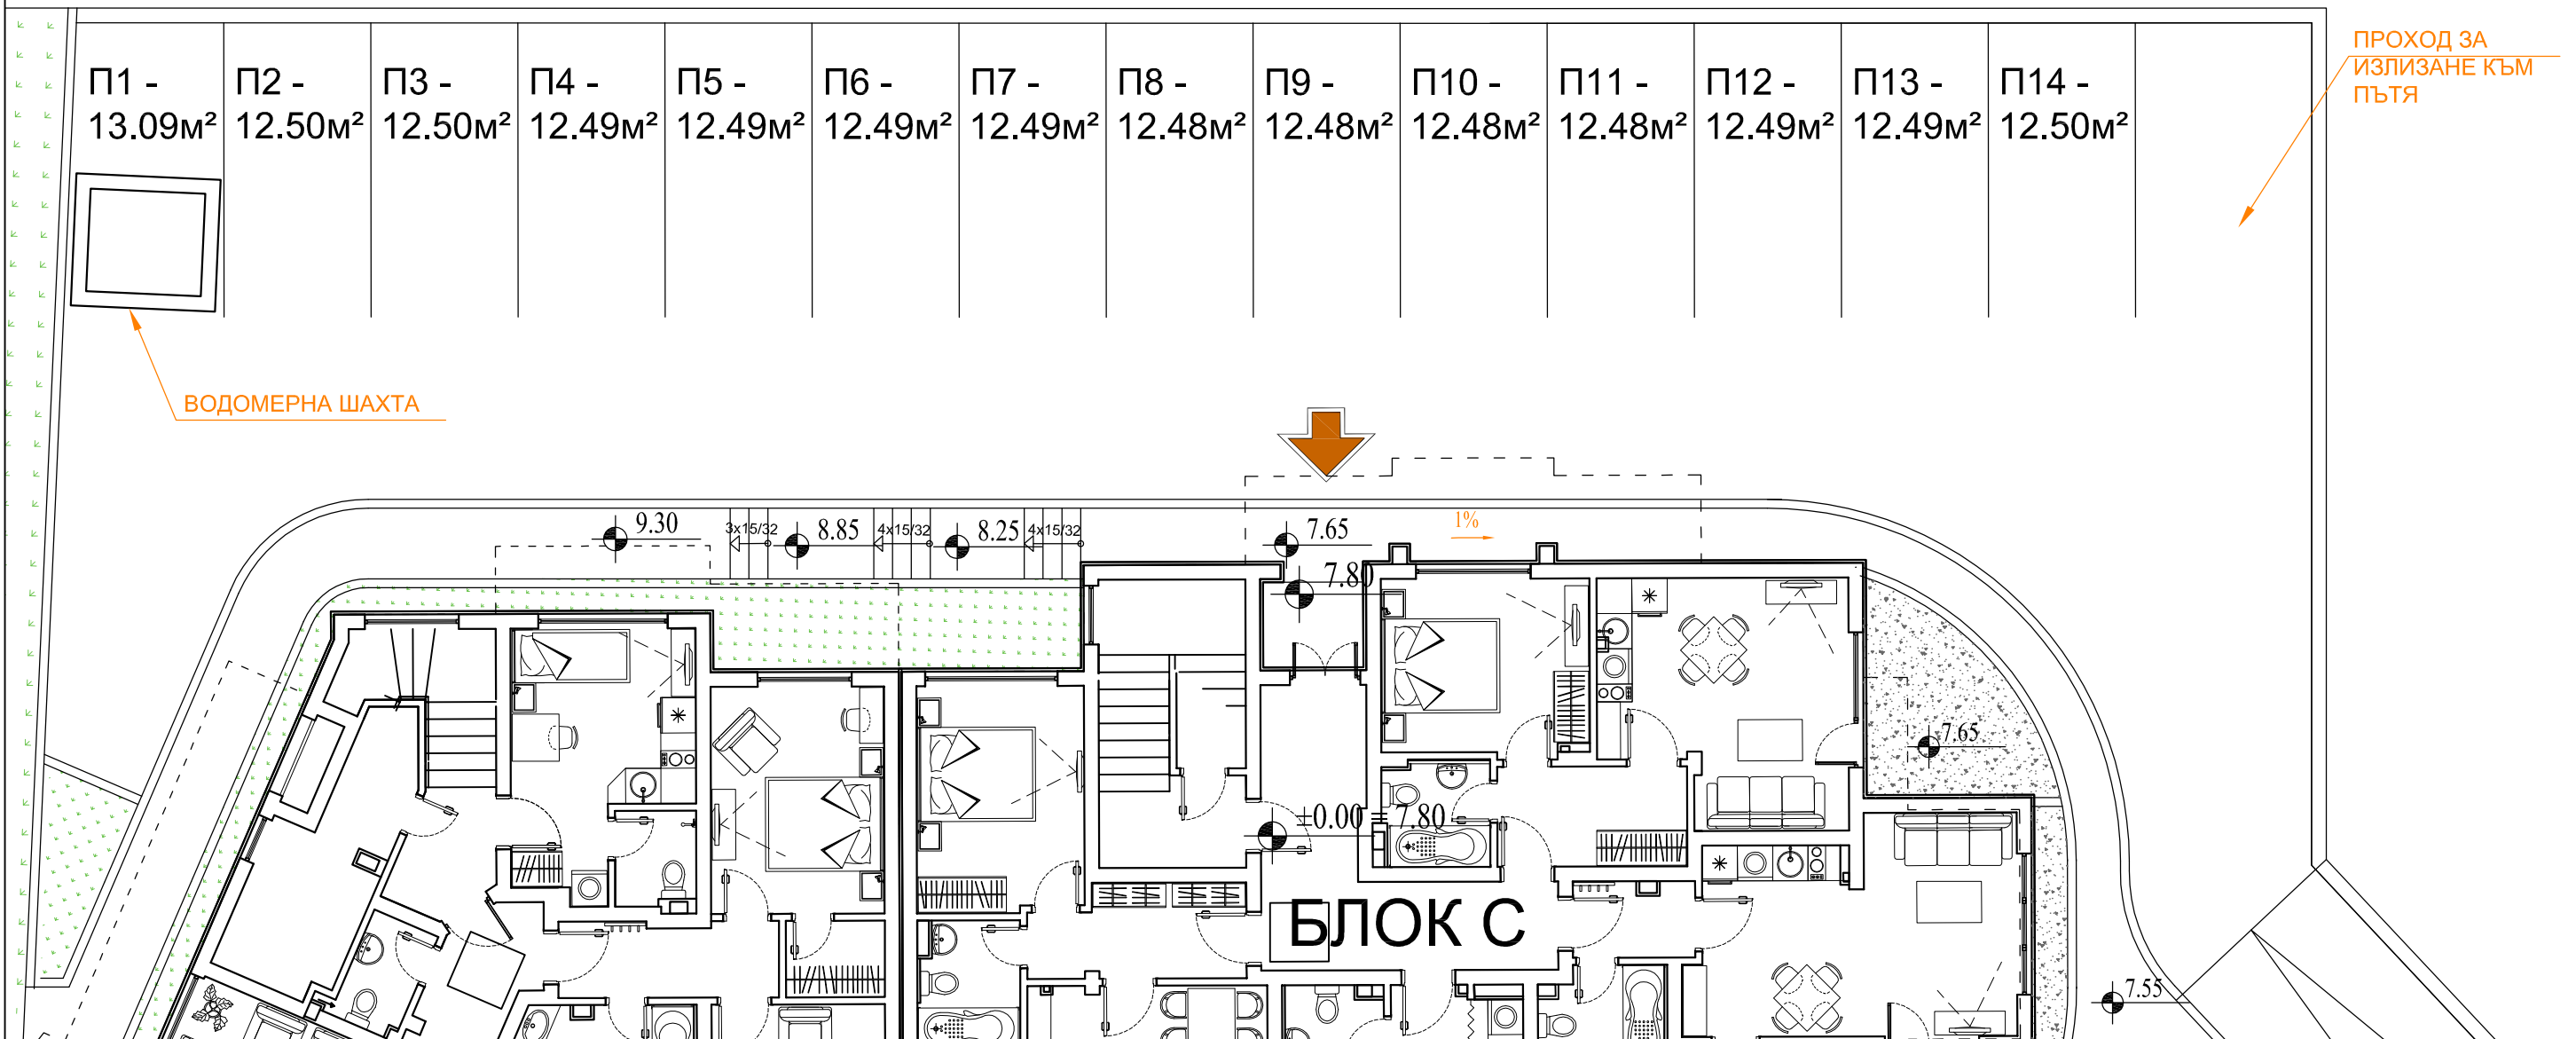 П1 -
13.09м²
П2 -
12.50м²
П3 -
12.50м²
П4 -
12.49м²
П5 -
12.49м²
П6 -
12.49м²
П7 -
12.49м²
П8 -
12.48м²
П9 -
12.48м²
П10 -
12.48м²
П11 -
12.48м²
П12 -
12.49м²
П13 -
12.49м²
П14 -
12.50м²
ПРОХОД ЗА
ИЗЛИЗАНЕ КЪМ
ПЪТЯ
ВОДОМЕРНА ШАХТА
9.30
3x15/32
8.85
4x15/32
8.25
4x15/32
7.65
1%
7.80
7.65
±0.00 = 7.80
БЛОК С
7.55